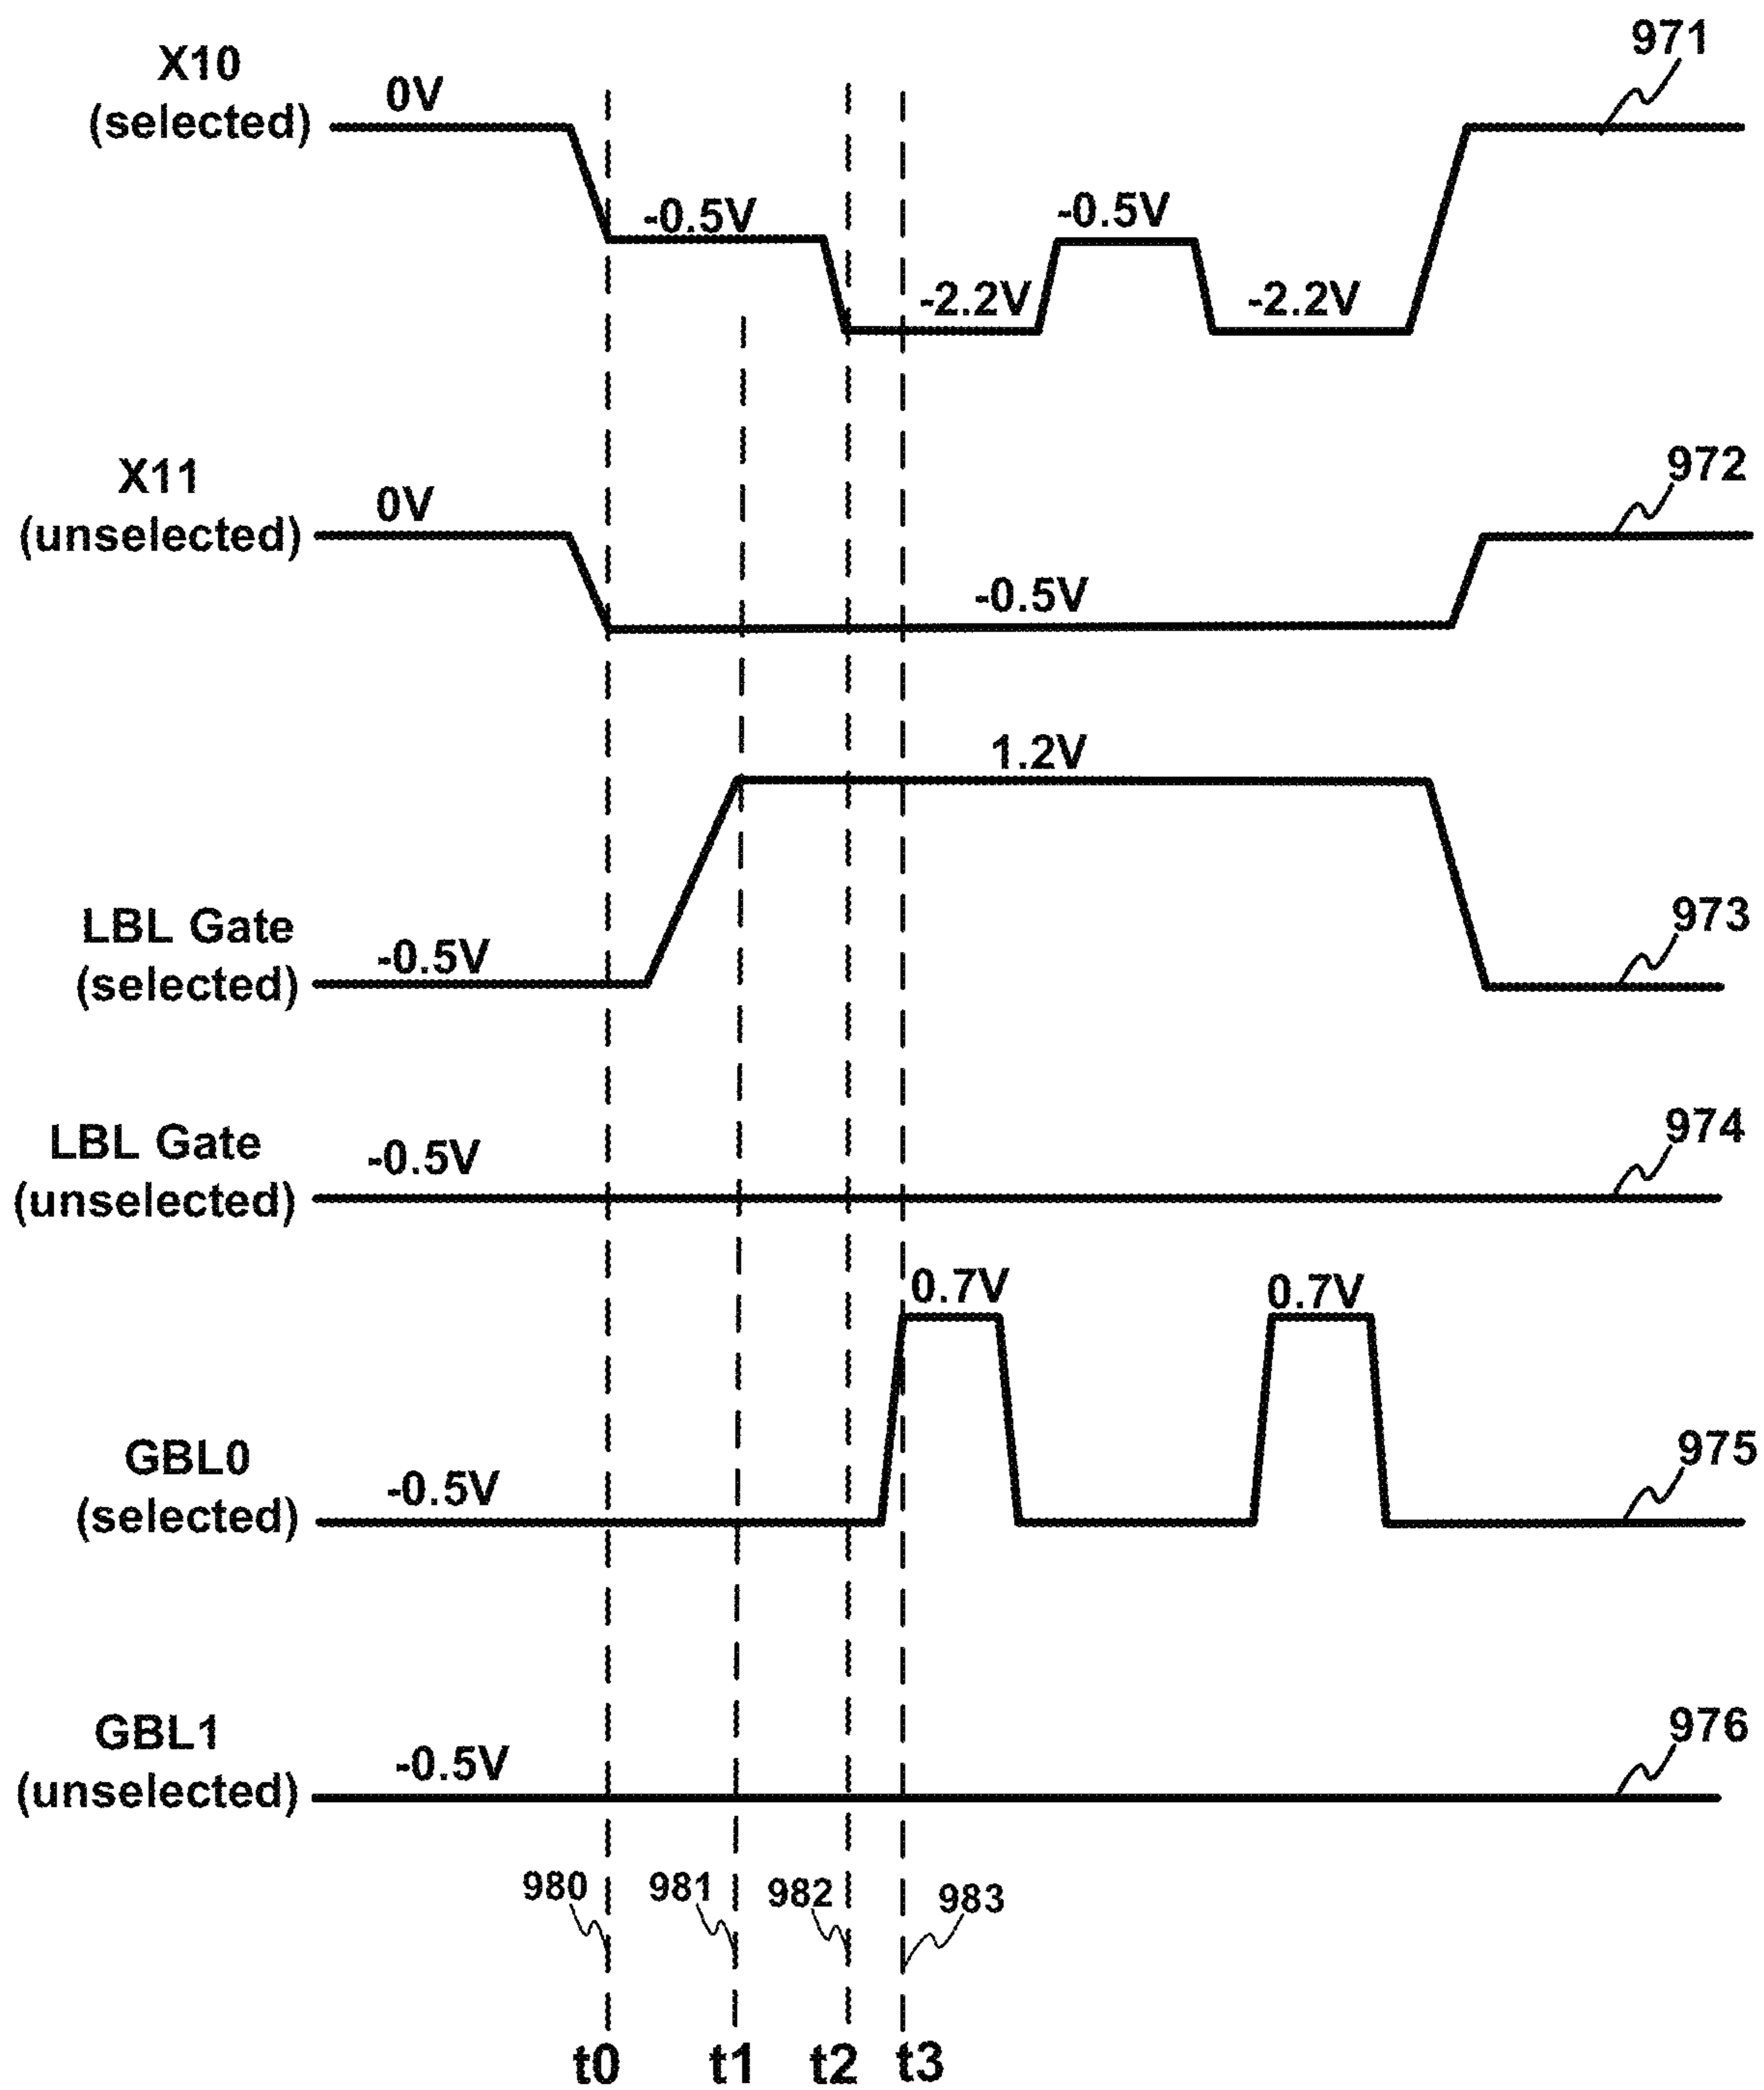 971
X10
(selected)
0V
-0.5V
-0.5V
-2.2V
-2.2V
972
X11
(unselected)
0V
-0.5V
1.2V
973
LBL Gate
(selected)
-0.5V
974
LBL Gate
(unselected)
-0.5V
0.7V
0.7V
975
GBL0
(selected)
-0.5V
976
GBL1
(unselected)
-0.5V
980
981
982
983
t0
t1
t2
t3